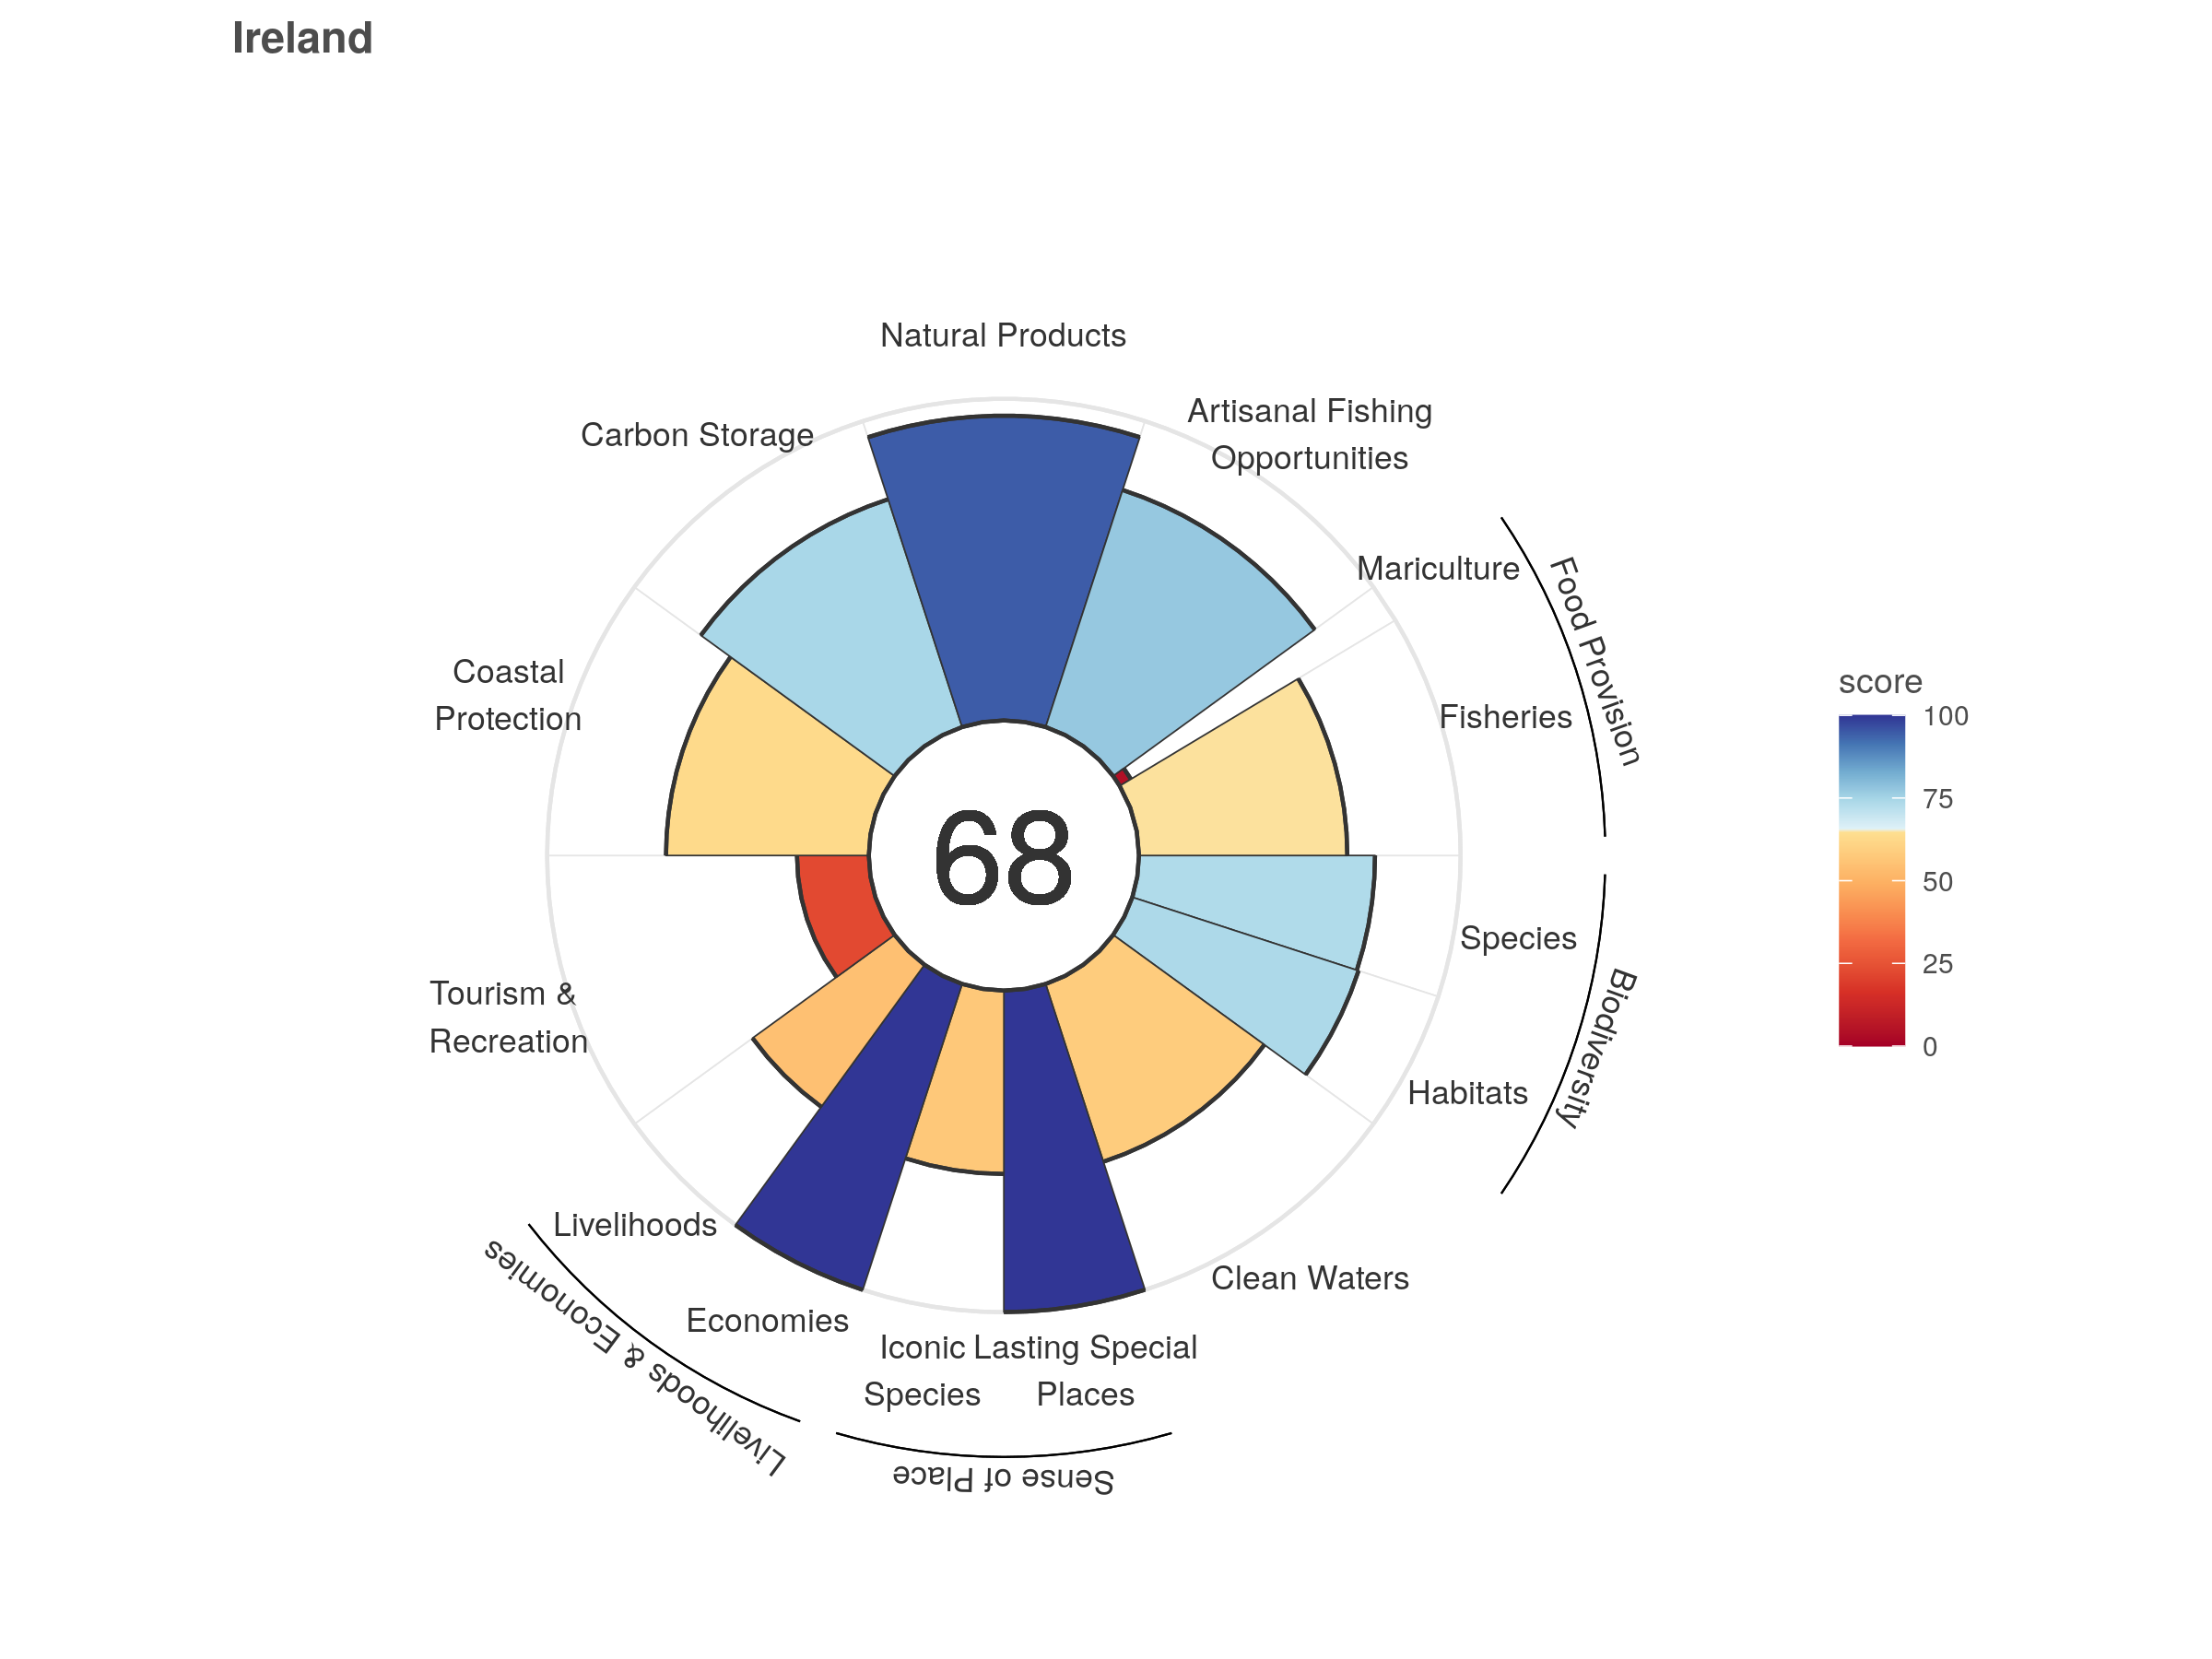 Ireland
Natural Products
Artisanal Fishing
Opportunities
Carbon Storage
Mariculture
Food Provision
Coastal
Protection
Fisheries
score
100
75
50
25
0
68
Species
Biodiversity
Tourism &
Recreation
Habitats
Livelihoods
Clean Waters
Economies
Livelihoods & Economies
Iconic
Species
Lasting Special
Places
Sense of Place